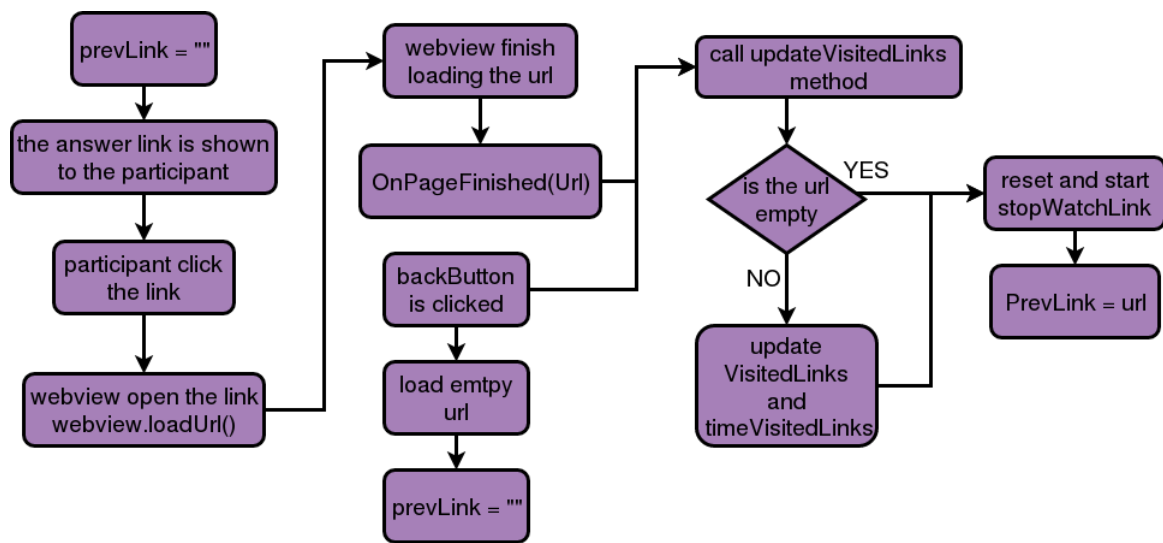 prevLink = ""
the answer link is shown
to the participant
participant click
the link
webview open the link
webview.loadUrl()
webview finish
loading the url
OnPageFinished(Url)
backButton
is clicked
load emtpy
url
prevLink = ""
call updateVisitedLinks
method
is the url
empty
YES
NO
update
VisitedLinks
and
timeVisitedLinks
reset and start
stopWatchLink
PrevLink = url